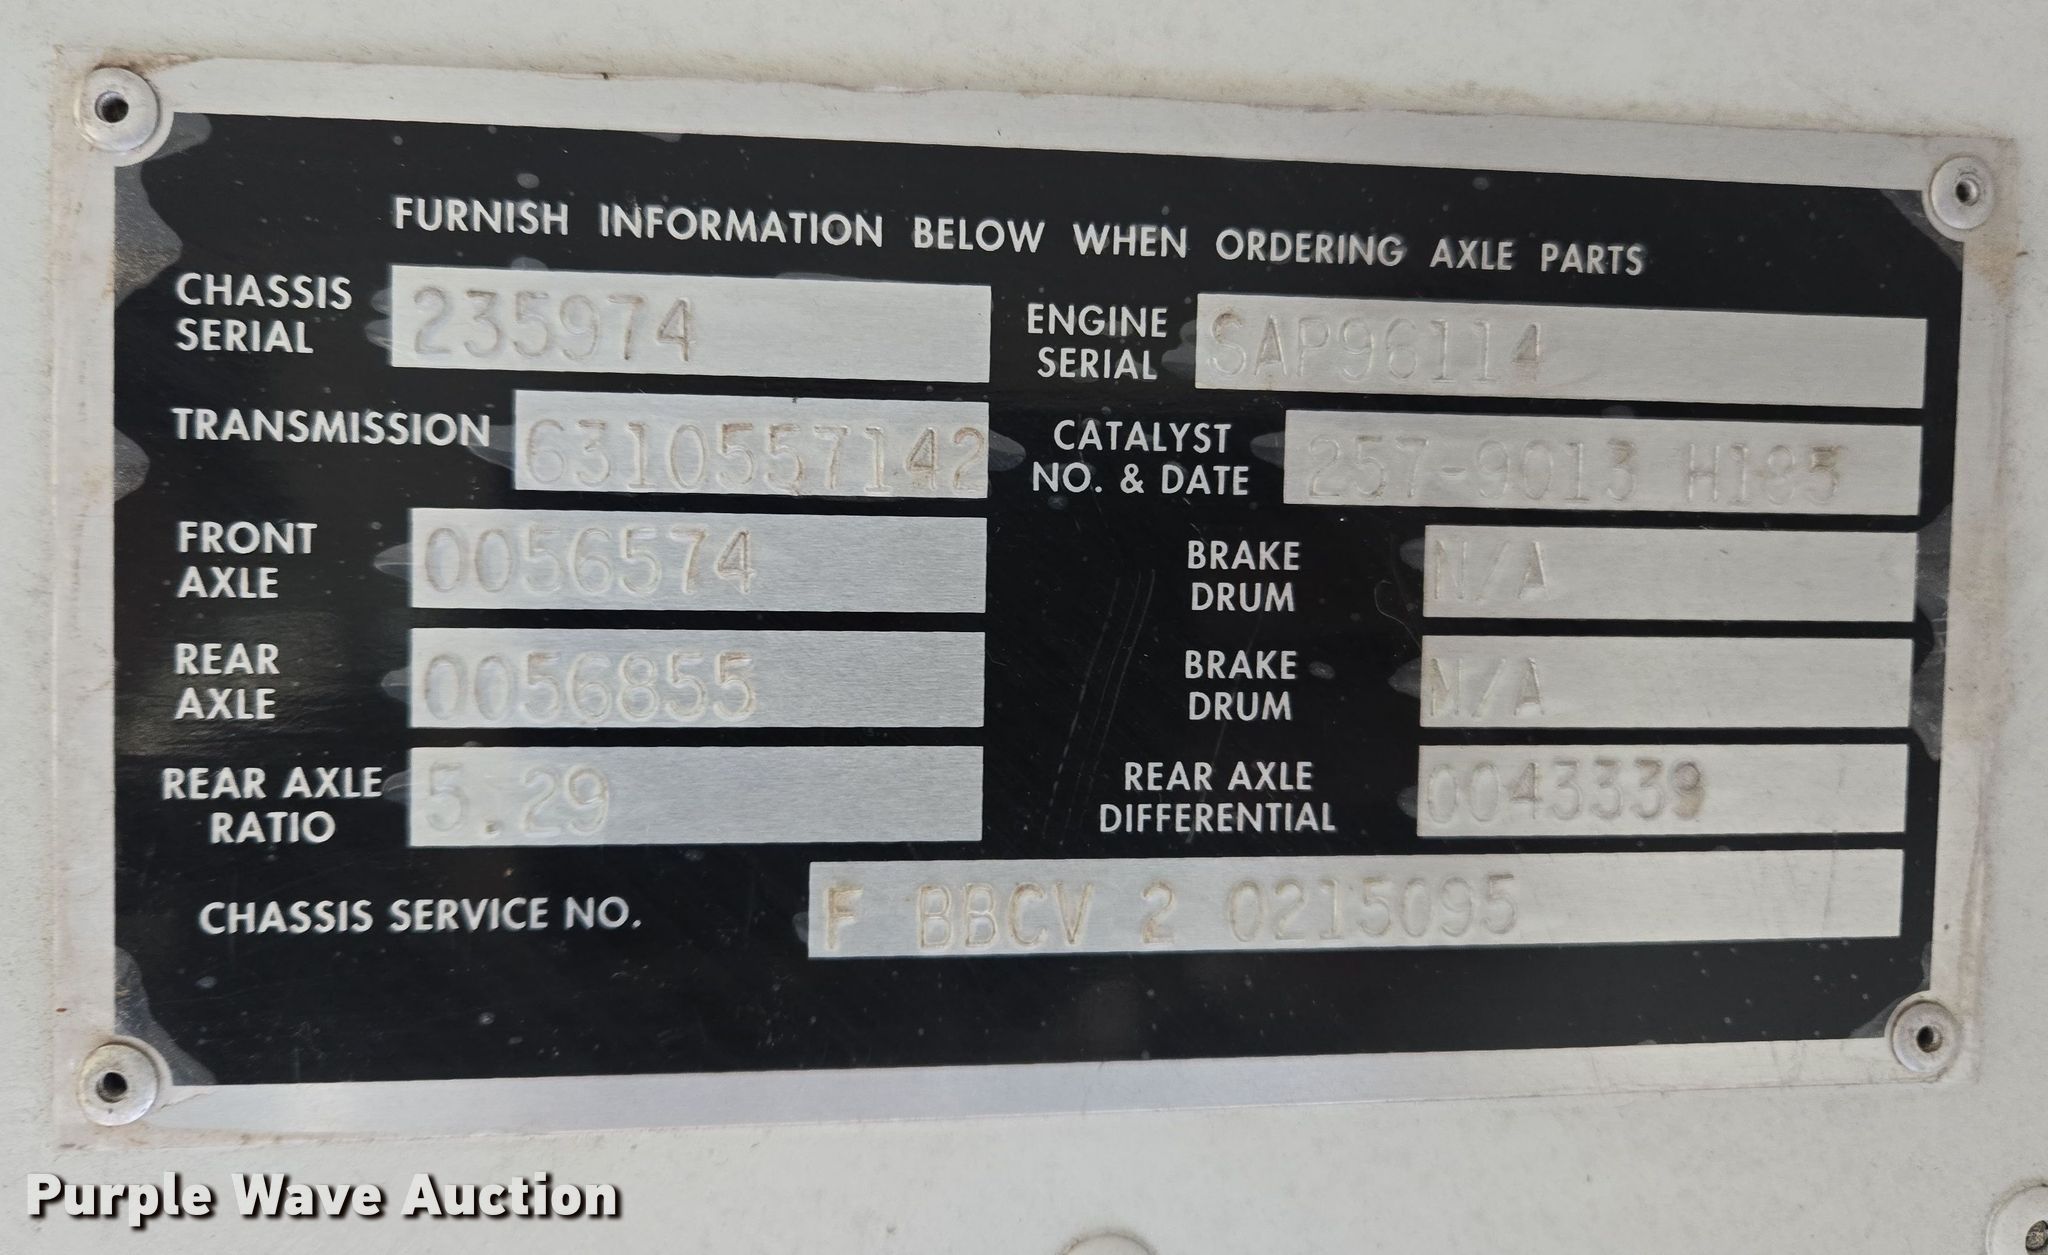 FURNISH INFORMATION BELOW WHEN ORDERING AXLE PARTS
CHASSIS SERIAL 235974
ENGINE SERIAL SAP96114
TRANSMISSION 6310557142
CATALYST NO. & DATE 257-9013 H185
FRONT AXLE 0056574
BRAKE DRUM N/A
REAR AXLE 0056855
BRAKE DRUM N/A
REAR AXLE RATIO 5.29
REAR AXLE DIFFERENTIAL 0043339
CHASSIS SERVICE NO. F BBCV 2 0215095
Purple Wave Auction